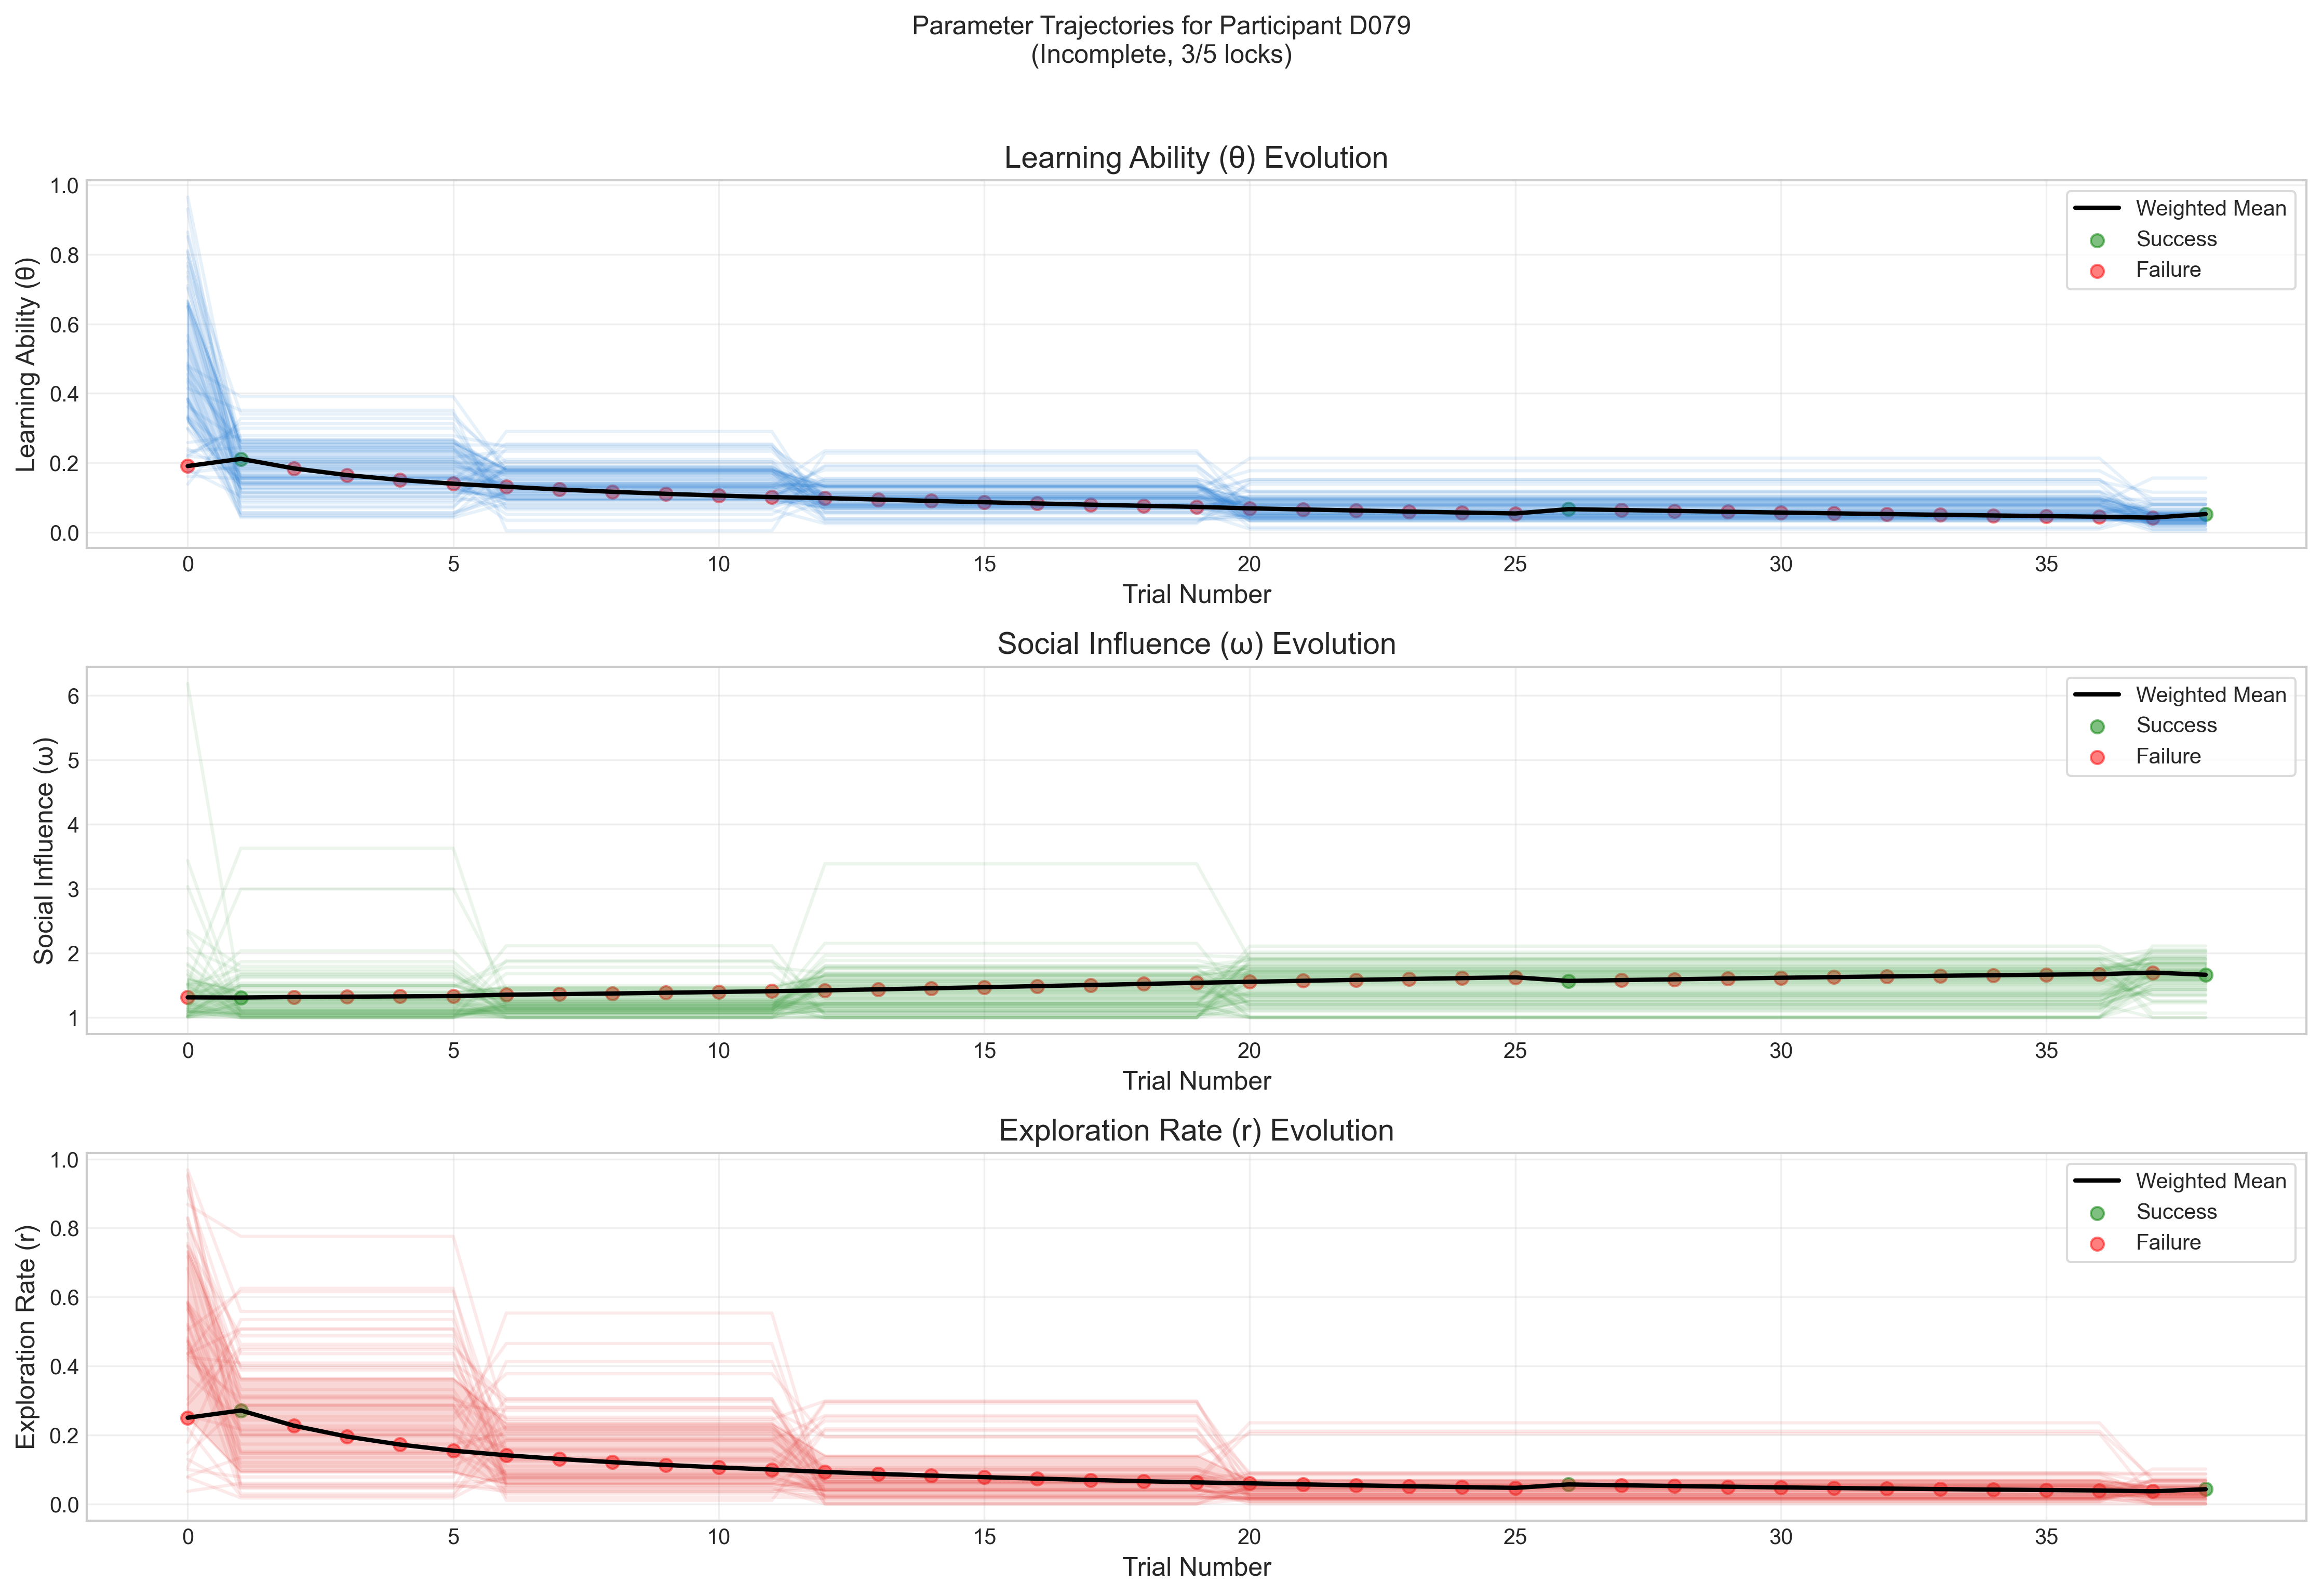 Parameter Trajectories for Participant D079
(Incomplete, 3/5 locks)
Learning Ability (θ) Evolution
Learning Ability (θ)
1.0
0.8
0.6
0.4
0.2
0.0
Weighted Mean
Success
Failure
0 5 10 15 20 25 30 35
Trial Number
Social Influence (ω) Evolution
Social Influence (ω)
6
5
4
3
2
1
Weighted Mean
Success
Failure
0 5 10 15 20 25 30 35
Trial Number
Exploration Rate (r) Evolution
Exploration Rate (r)
1.0
0.8
0.6
0.4
0.2
0.0
Weighted Mean
Success
Failure
0 5 10 15 20 25 30 35
Trial Number